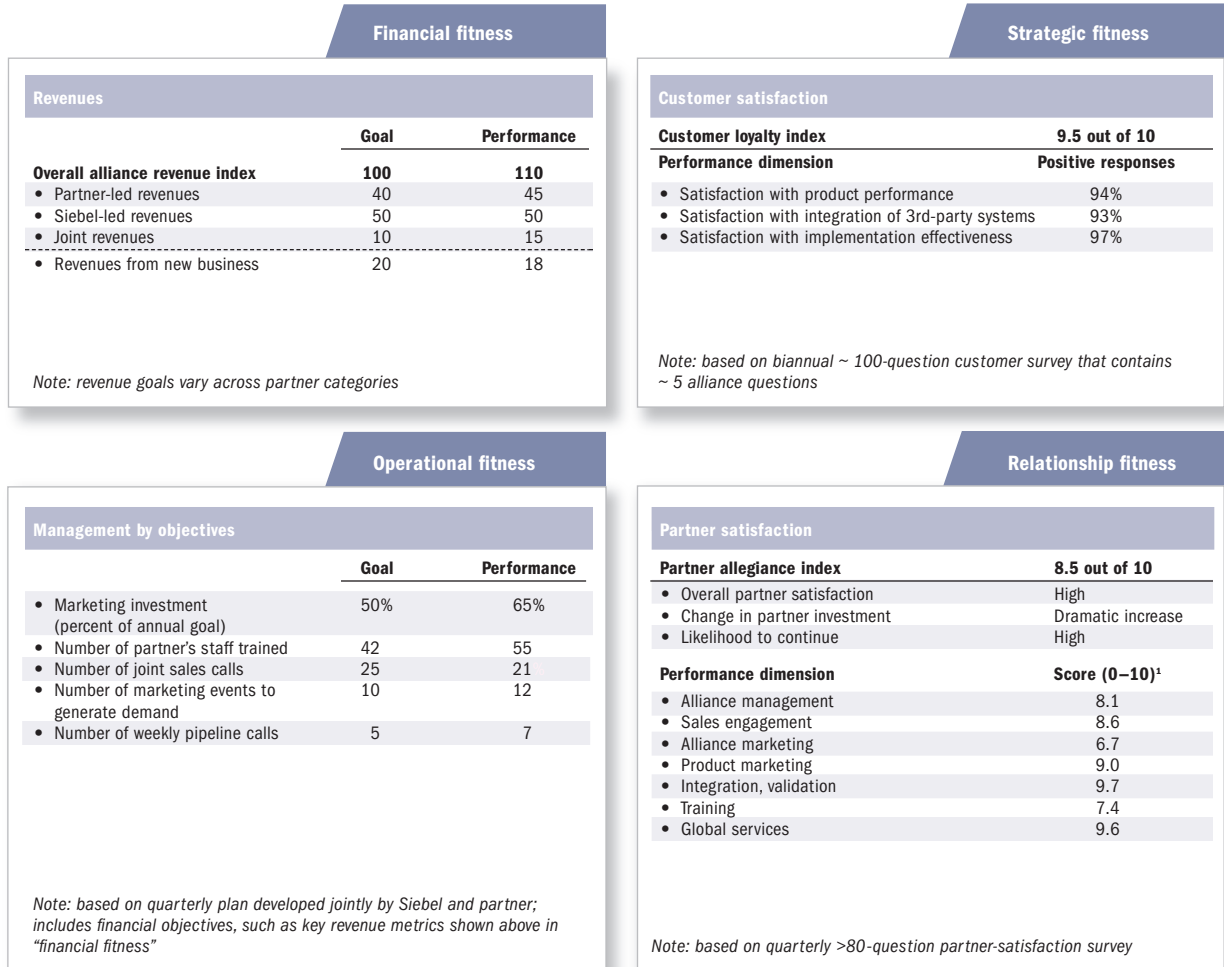 Financial fitness
Revenues
Goal Performance
Overall alliance revenue index 100 110
• Partner-led revenues 40 45
• Siebel-led revenues 50 50
• Joint revenues 10 15
• Revenues from new business 20 18
Note: revenue goals vary across partner categories
Strategic fitness
Customer satisfaction
Customer loyalty index 9.5 out of 10
Performance dimension Positive responses
• Satisfaction with product performance 94%
• Satisfaction with integration of 3rd-party systems 93%
• Satisfaction with implementation effectiveness 97%
Note: based on biannual ~ 100-question customer survey that contains
~ 5 alliance questions
Operational fitness
Management by objectives
Goal Performance
• Marketing investment 50% 65%
(percent of annual goal)
• Number of partner's staff trained 42 55
• Number of joint sales calls 25 21
• Number of marketing events to 10 12
generate demand
• Number of weekly pipeline calls 5 7
Note: based on quarterly plan developed jointly by Siebel and partner;
includes financial objectives, such as key revenue metrics shown above in
“financial fitness”
Relationship fitness
Partner satisfaction
Partner allegiance index 8.5 out of 10
• Overall partner satisfaction High
• Change in partner investment Dramatic increase
• Likelihood to continue High
Performance dimension Score (0–10)¹
• Alliance management 8.1
• Sales engagement 8.6
• Alliance marketing 6.7
• Product marketing 9.0
• Integration, validation 9.7
• Training 7.4
• Global services 9.6
Note: based on quarterly >80-question partner-satisfaction survey